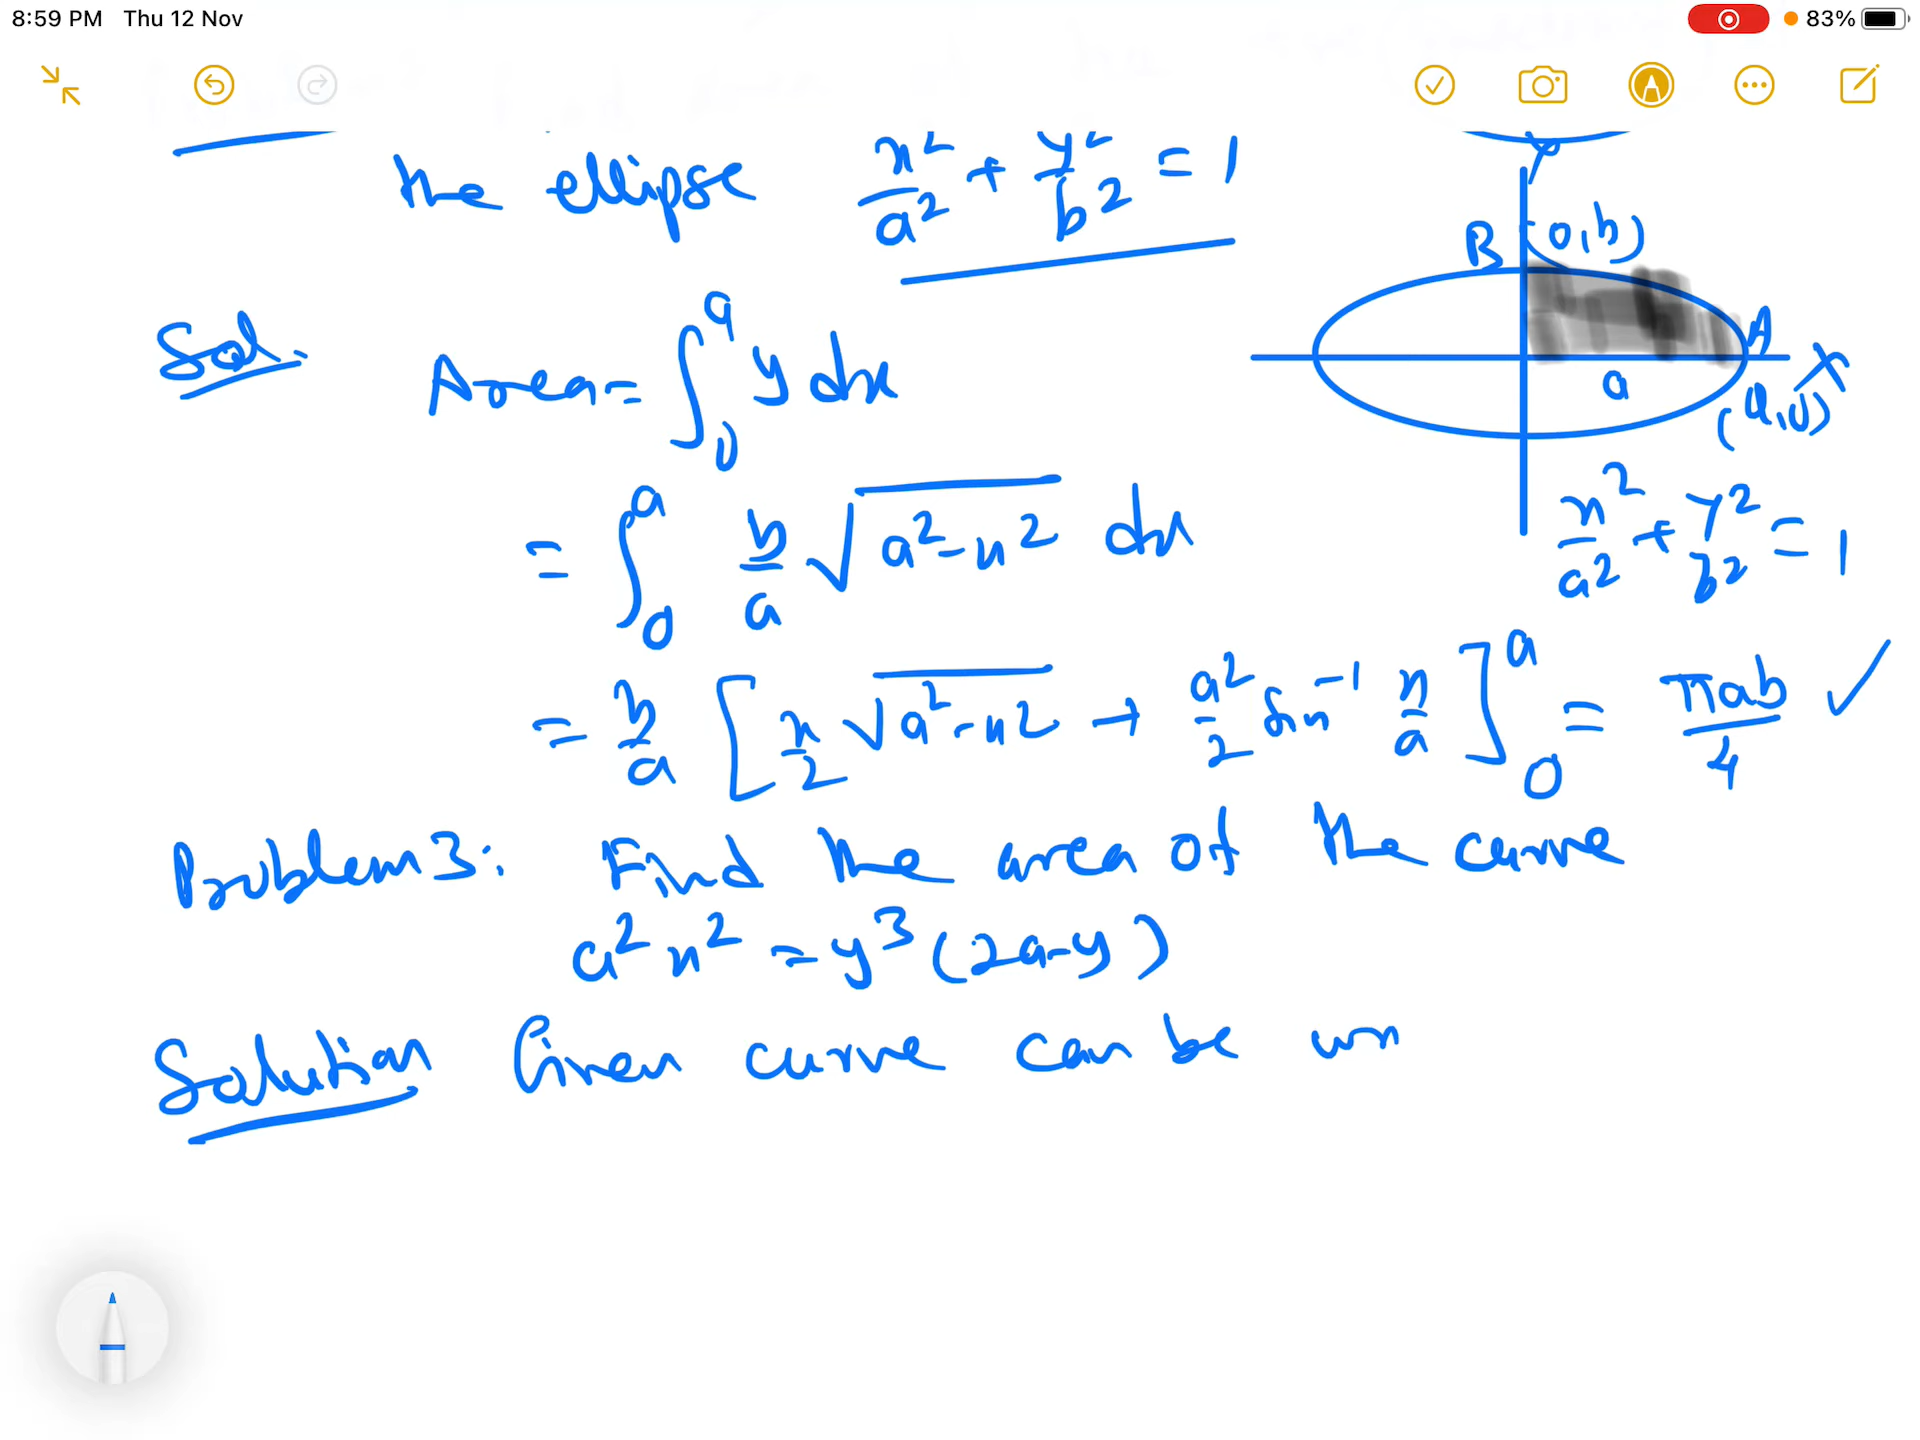 8:59 PM Thu 12 Nov 83%
the ellipse x²/a² + y²/b² = 1
Y
B (0,b)
A
X
a
(a,0)
x²/a² + y²/b² = 1
Sol. Area = ∫₀ᵃ y dx
= ∫₀ᵃ b/a √(a²-x²) dx
= b/a [x/2 √(a²-x²) + a²/2 sin⁻¹ x/a]₀ᵃ = πab/4 ✓
Problem 3: Find the area of the curve
a²x² = y³(2a-y)
Solution Given curve can be wri